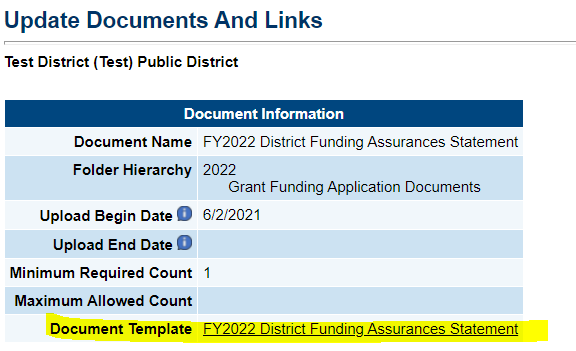 Update Documents And Links
Test District (Test) Public District
Document Information
Document Name FY2022 District Funding Assurances Statement
Folder Hierarchy 2022
Grant Funding Application Documents
Upload Begin Date 6/2/2021
Upload End Date
Minimum Required Count 1
Maximum Allowed Count
Document Template FY2022 District Funding Assurances Statement